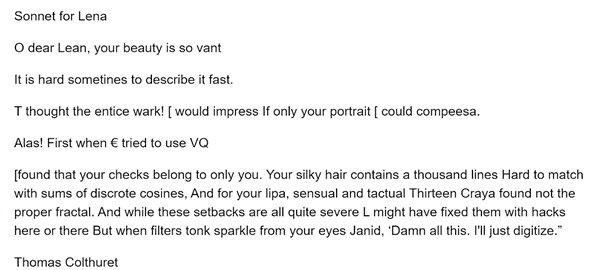 Sonnet for Lena
O dear Lean, your beauty is so vant
It is hard sometines to describe it fast.
T thought the entice wark! [ would impress If only your portrait [ could compeesa.
Alas! First when € tried to use VQ
[found that your checks belong to only you. Your silky hair contains a thousand lines Hard to match
with sums of discrote cosines, And for your lipa, sensual and tactual Thirteen Craya found not the
proper fractal. And while these setbacks are all quite severe L might have fixed them with hacks
here or there But when filters tonk sparkle from your eyes Janid, ‘Damn all this. I'll just digitize.”
Thomas Colthuret